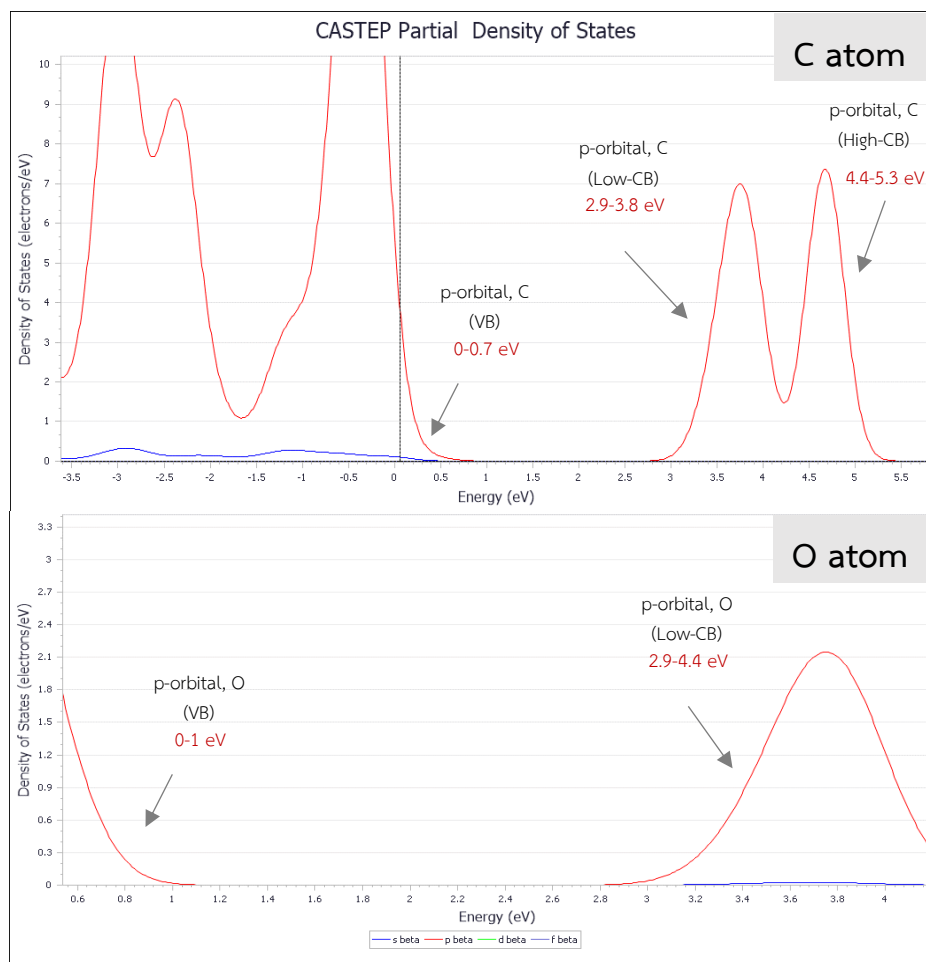 CASTEP Partial Density of States
C atom
10
9
8
7
6
5
4
3
2
1
0
Density of States (electrons/eV)
p-orbital, C
(Low-CB)
2.9-3.8 eV
p-orbital, C
(High-CB)
4.4-5.3 eV
p-orbital, C
(VB)
0-0.7 eV
-3.5 -3 -2.5 -2 -1.5 -1 -0.5 0 0.5 1 1.5 2 2.5 3 3.5 4 4.5 5 5.5
Energy (eV)
O atom
3.3
3
2.7
2.4
2.1
1.8
1.5
1.2
0.9
0.6
0.3
0
Density of States (electrons/eV)
p-orbital, O
(VB)
0-1 eV
p-orbital, O
(Low-CB)
2.9-4.4 eV
0.6 0.8 1 1.2 1.4 1.6 1.8 2 2.2 2.4 2.6 2.8 3 3.2 3.4 3.6 3.8 4
Energy (eV)
s beta p beta d beta f beta